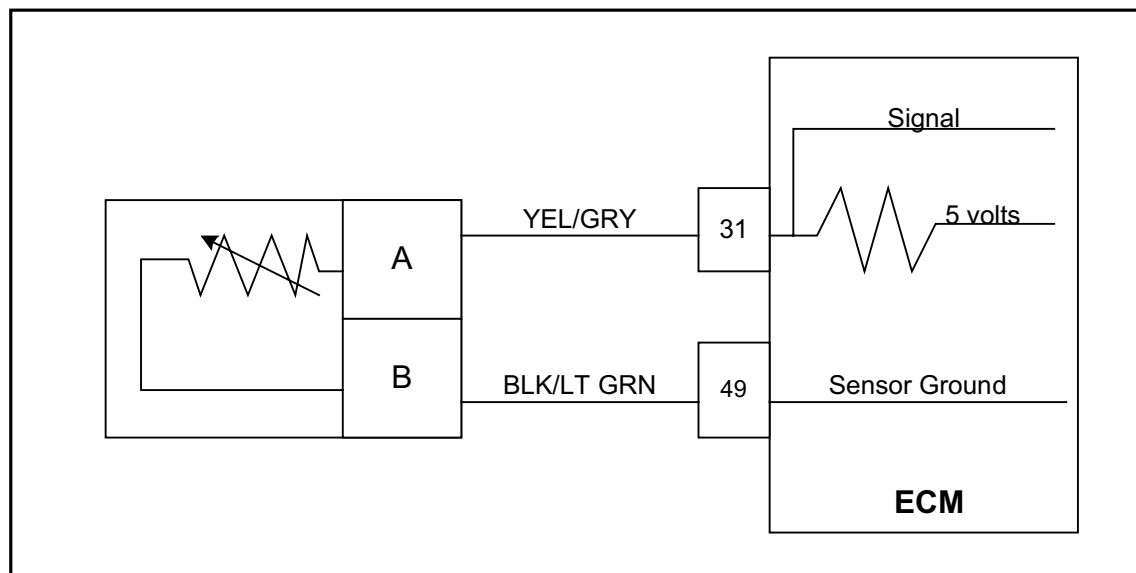 Signal
YEL/GRY
31
5 volts
A
B
BLK/LT GRN
49
Sensor Ground
ECM